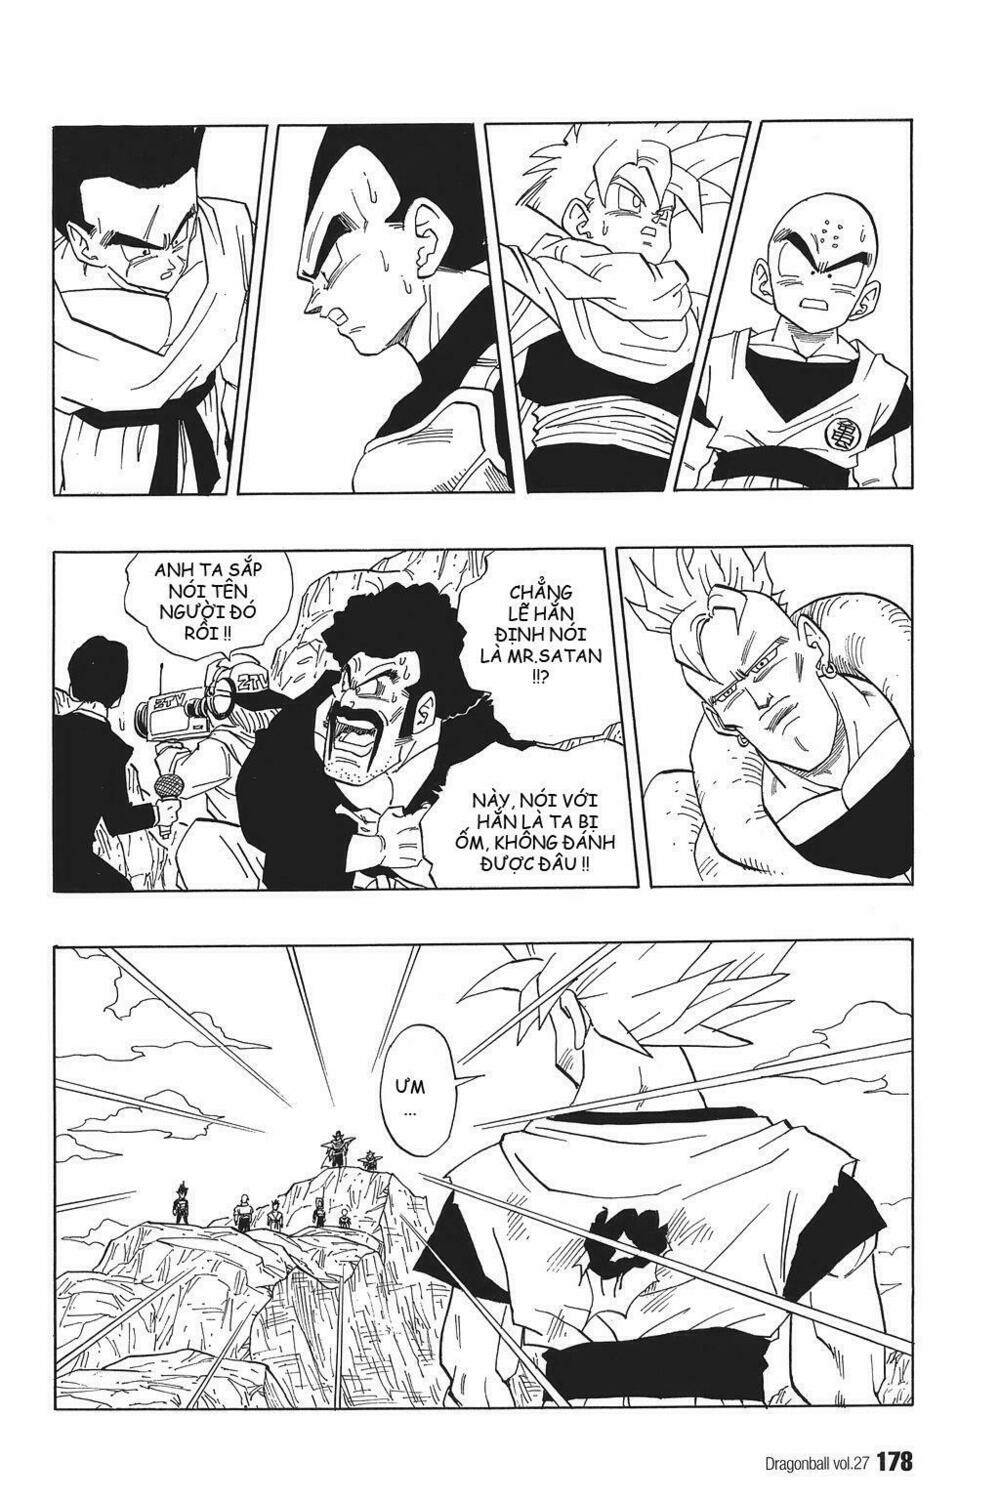 亀
ANH TA SẮP
NÓI TÊN
NGƯỜI ĐÓ
RỒI !!
ZTV
ZTV
CHẲNG
LẼ HẮN
ĐỊNH NÓI
LÀ MR.SATAN
!!?
NÀY, NÓI VỚI
HẮN LÀ TA BỊ
ỐM, KHÔNG ĐÁNH
ĐƯỢC ĐÂU !!
ƯM
...
Dragonball vol.27 178